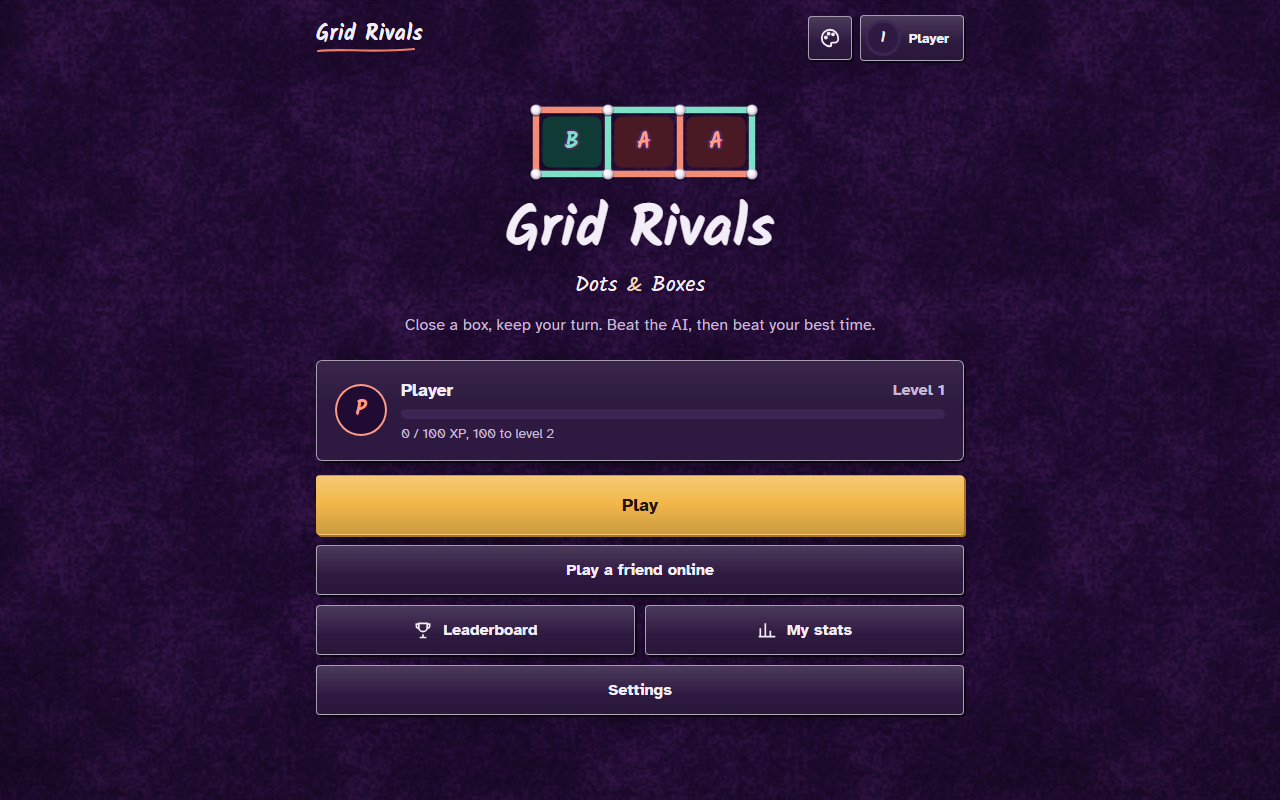 Grid Rivals
1 Player
B A A
Grid Rivals
Dots & Boxes
Close a box, keep your turn. Beat the AI, then beat your best time.
P
Player
Level 1
0 / 100 XP, 100 to level 2
Play
Play a friend online
Leaderboard
My stats
Settings